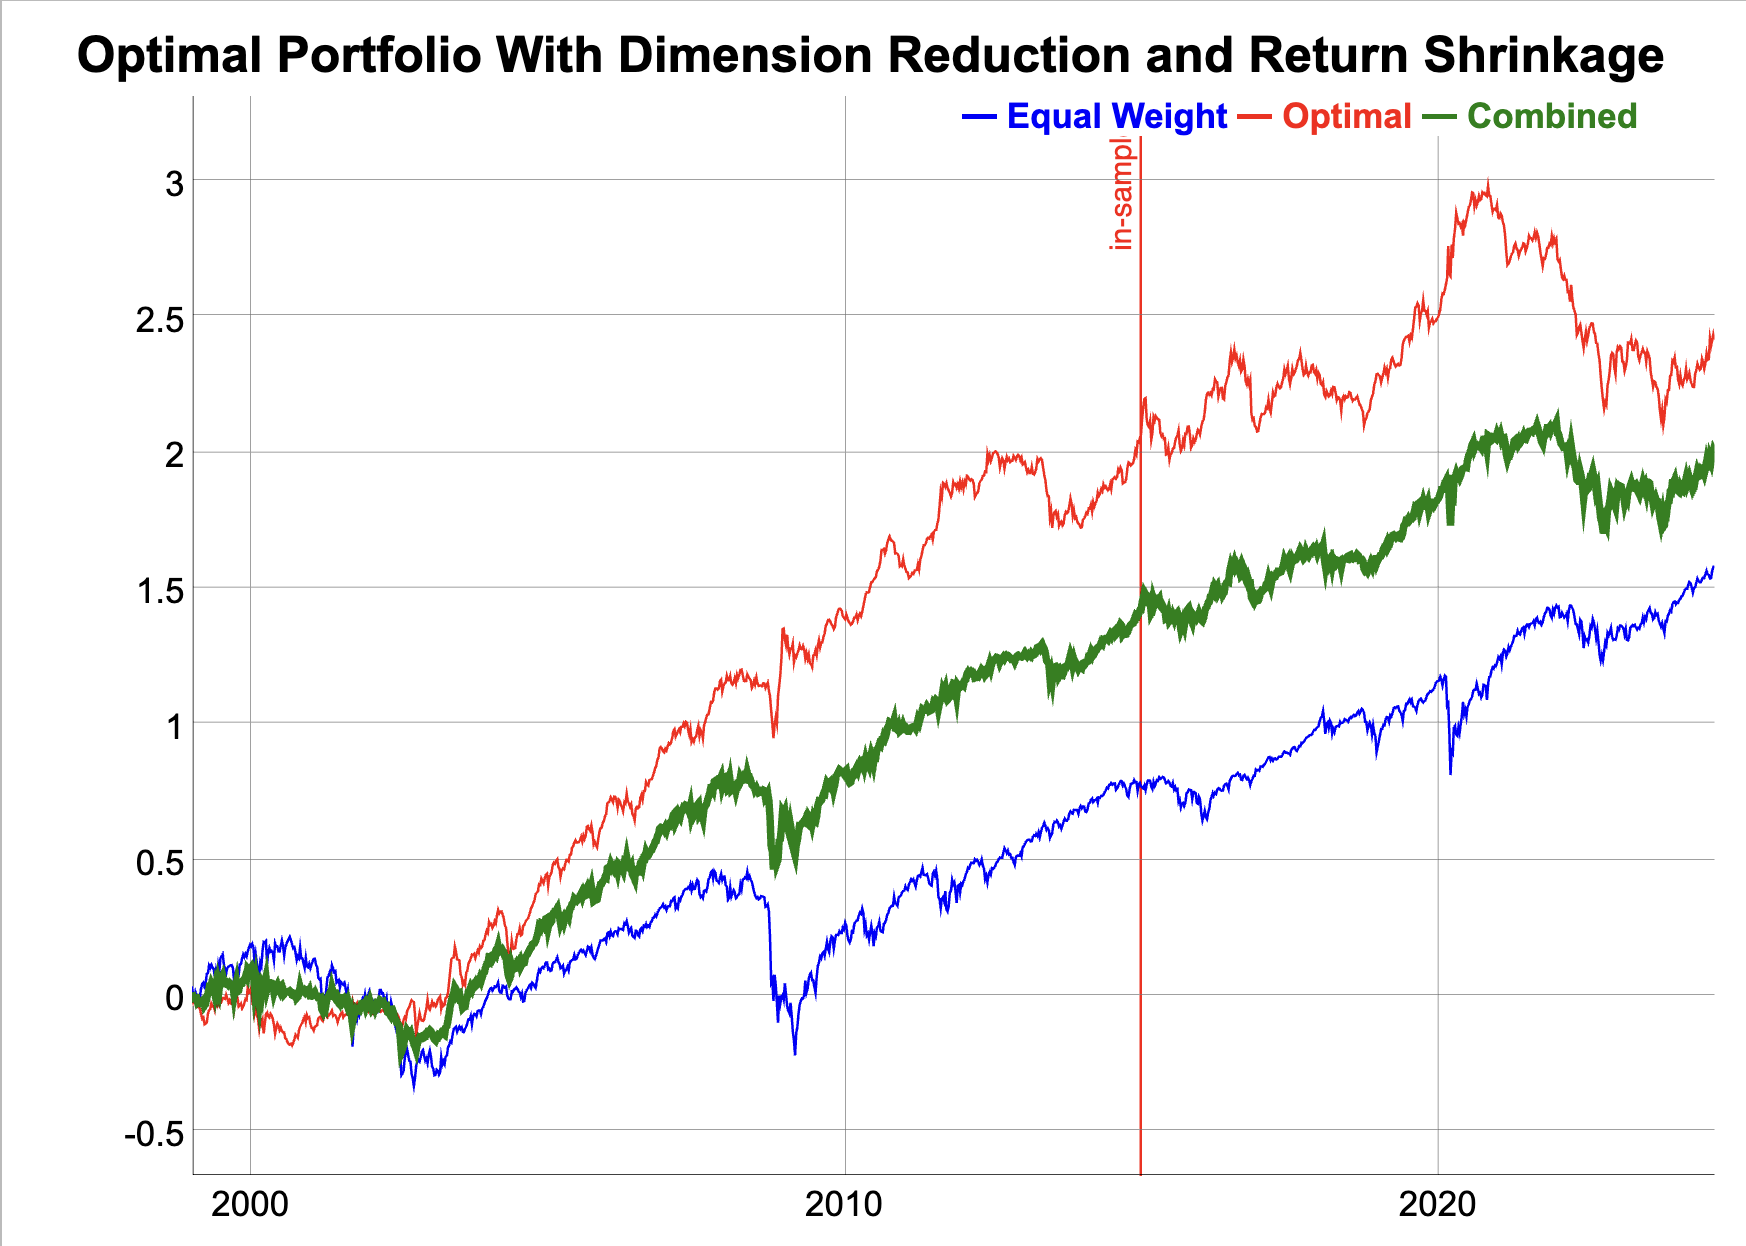 Optimal Portfolio With Dimension Reduction and Return Shrinkage
Equal Weight Optimal Combined
in-sampl
3
2.5
2
1.5
1
0.5
0
-0.5
2000 2010 2020